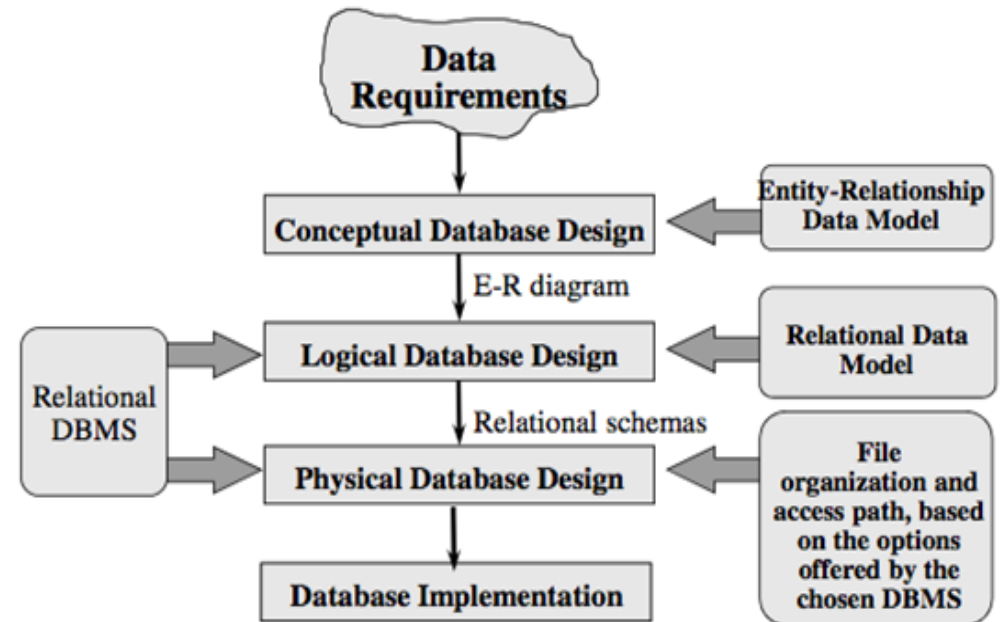 Data
Requirements
Conceptual Database Design
Entity-Relationship
Data Model
E-R diagram
Logical Database Design
Relational Data
Model
Relational
DBMS
Relational schemas
Physical Database Design
File
organization and
access path, based
on the options
offered by the
chosen DBMS
Database Implementation